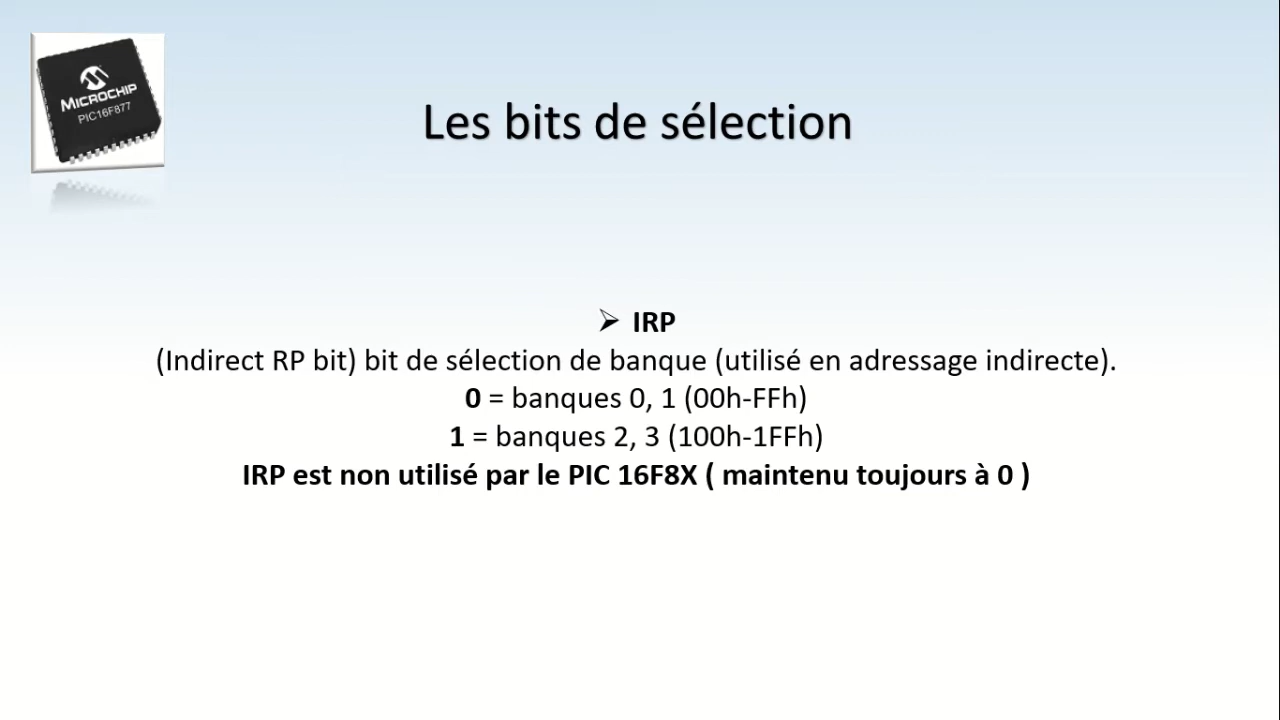 MICROCHIP
PIC16F877
Les bits de sélection
➢ IRP
(Indirect RP bit) bit de sélection de banque (utilisé en adressage indirecte).
0 = banques 0, 1 (00h-FFh)
1 = banques 2, 3 (100h-1FFh)
IRP est non utilisé par le PIC 16F8X ( maintenu toujours à 0 )